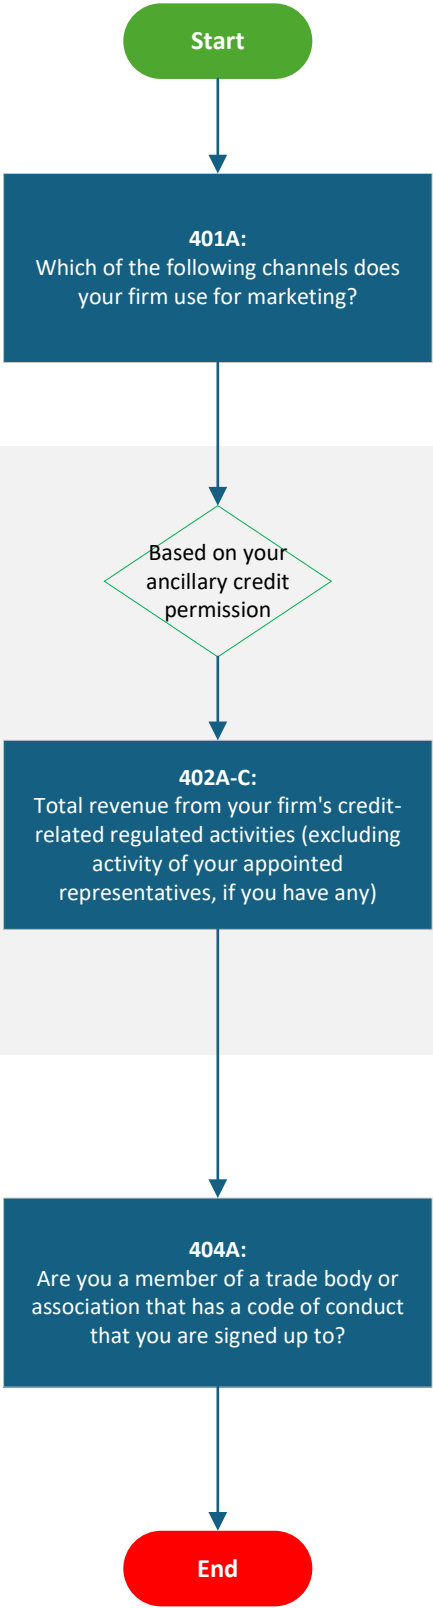 Start
401A:
Which of the following channels does
your firm use for marketing?
Based on your
ancillary credit
permission
402A-C:
Total revenue from your firm's credit-
related regulated activities (excluding
activity of your appointed
representatives, if you have any)
404A:
Are you a member of a trade body or
association that has a code of conduct
that you are signed up to?
End